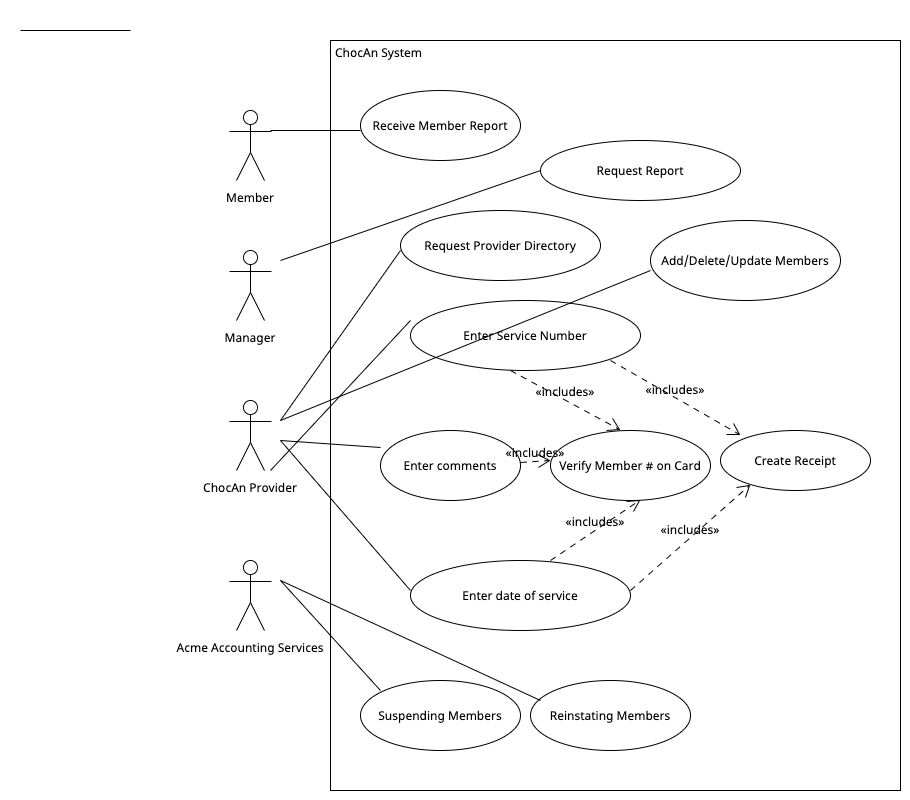 ChocAn System
Receive Member Report
Request Report
Member
Request Provider Directory
Add/Delete/Update Members
Manager
Enter Service Number
«includes»
«includes»
ChocAn Provider
Enter comments
«includes»
Verify Member # on Card
Create Receipt
«includes»
«includes»
Enter date of service
Acme Accounting Services
Suspending Members
Reinstating Members